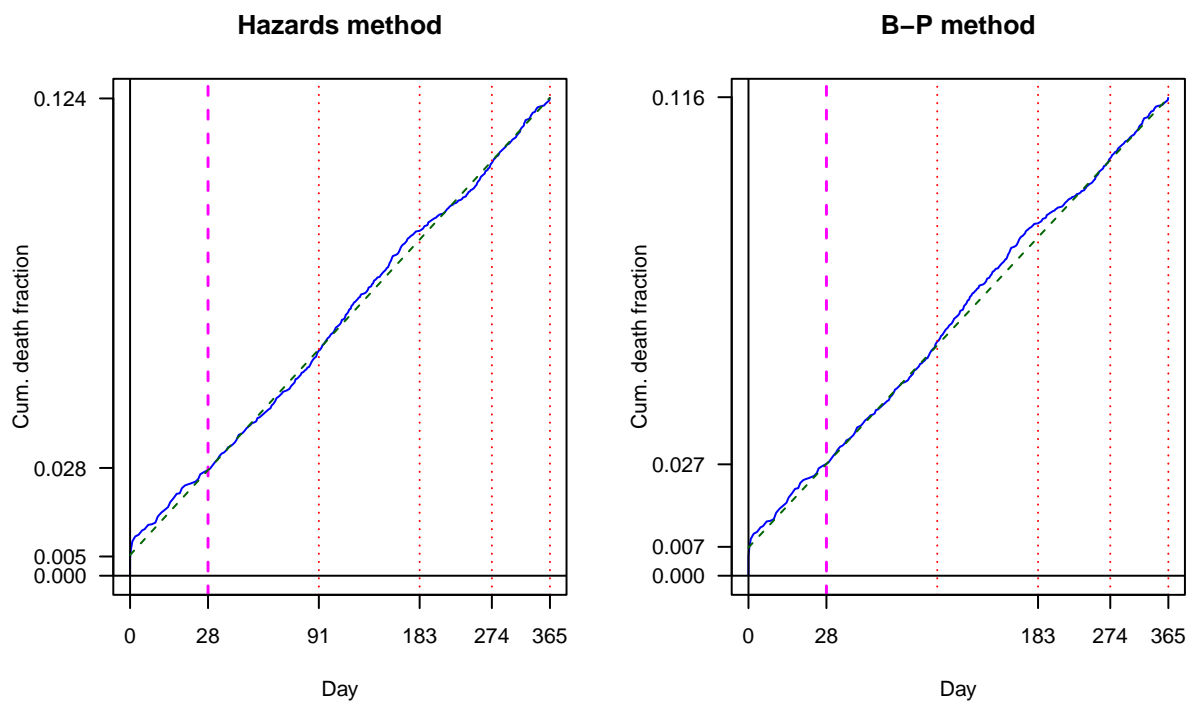 Hazards method
Cum. death fraction
0.124
0.028
0.005
0.000
0 28 91 183 274 365
Day
B−P method
Cum. death fraction
0.116
0.027
0.007
0.000
0 28 183 274 365
Day